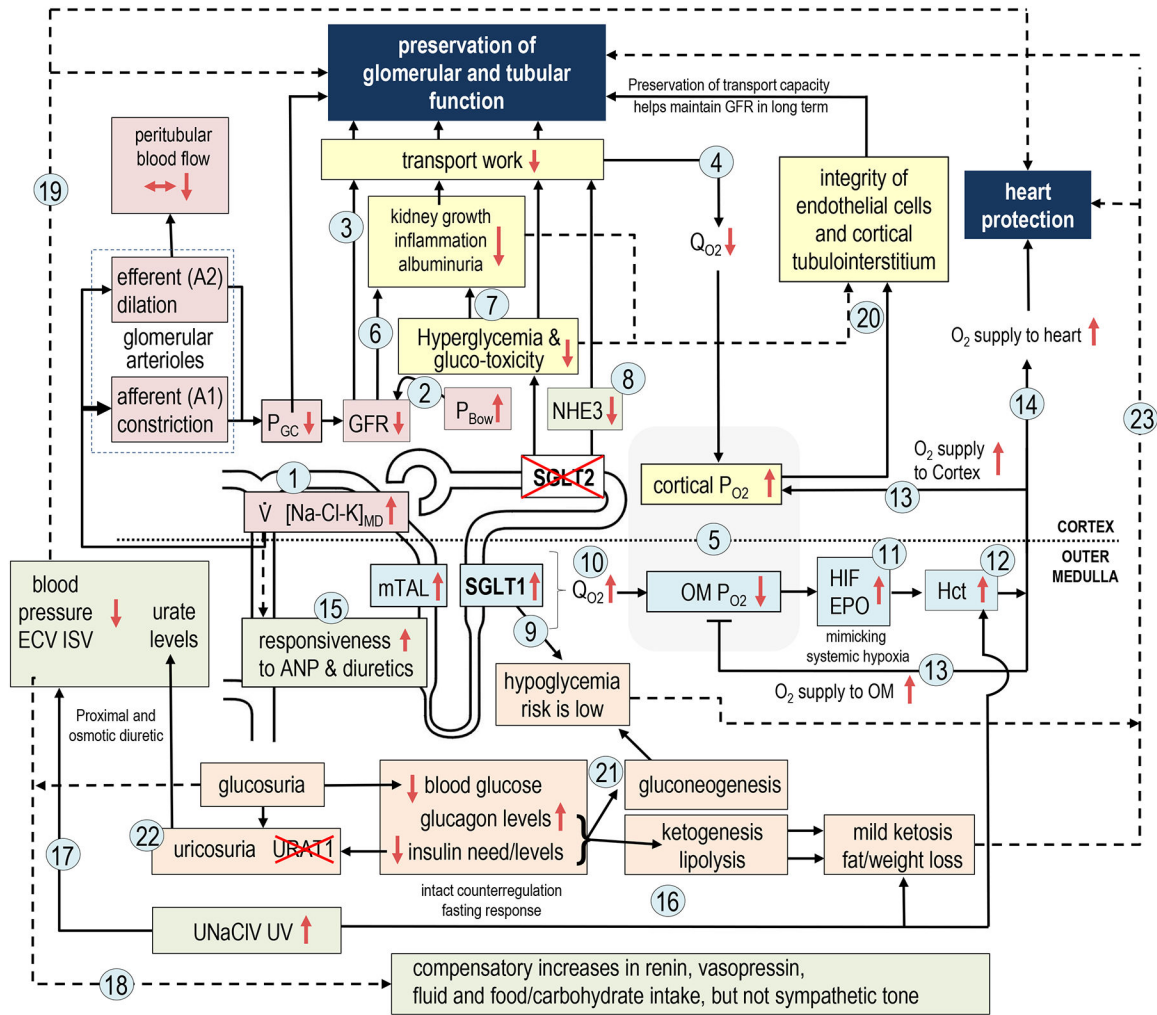 preservation of
glomerular and tubular
function
Preservation of transport capacity
helps maintain GFR in long term
peritubular
blood flow
19
transport work
4
3
kidney growth
inflammation
albuminuria
integrity of
endothelial cells
and cortical
tubulointerstitium
heart
protection
QO2
efferent (A2)
dilation
glomerular
arterioles
afferent (A1)
constriction
6
7
Hyperglycemia &
gluco-toxicity
20
O2 supply to heart
PGC
GFR
2
PBow
8
NHE3
14
23
1
SGLT2
cortical PO2
O2 supply
to Cortex
13
V̇ [Na-Cl-K]MD
CORTEX
OUTER
MEDULLA
5
blood
pressure
ECV ISV
urate
levels
mTAL
SGLT1
10
QO2
OM PO2
11
HIF
EPO
12
Hct
mimicking
systemic hypoxia
15
responsiveness
to ANP & diuretics
9
13
O2 supply to OM
hypoglycemia
risk is low
Proximal and
osmotic diuretic
glucosuria
blood glucose
glucagon levels
insulin need/levels
21
gluconeogenesis
22
uricosuria URAT1
ketogenesis
lipolysis
mild ketosis
fat/weight loss
17
intact counterregulation
fasting response
16
UNaClV UV
18
compensatory increases in renin, vasopressin,
fluid and food/carbohydrate intake, but not sympathetic tone